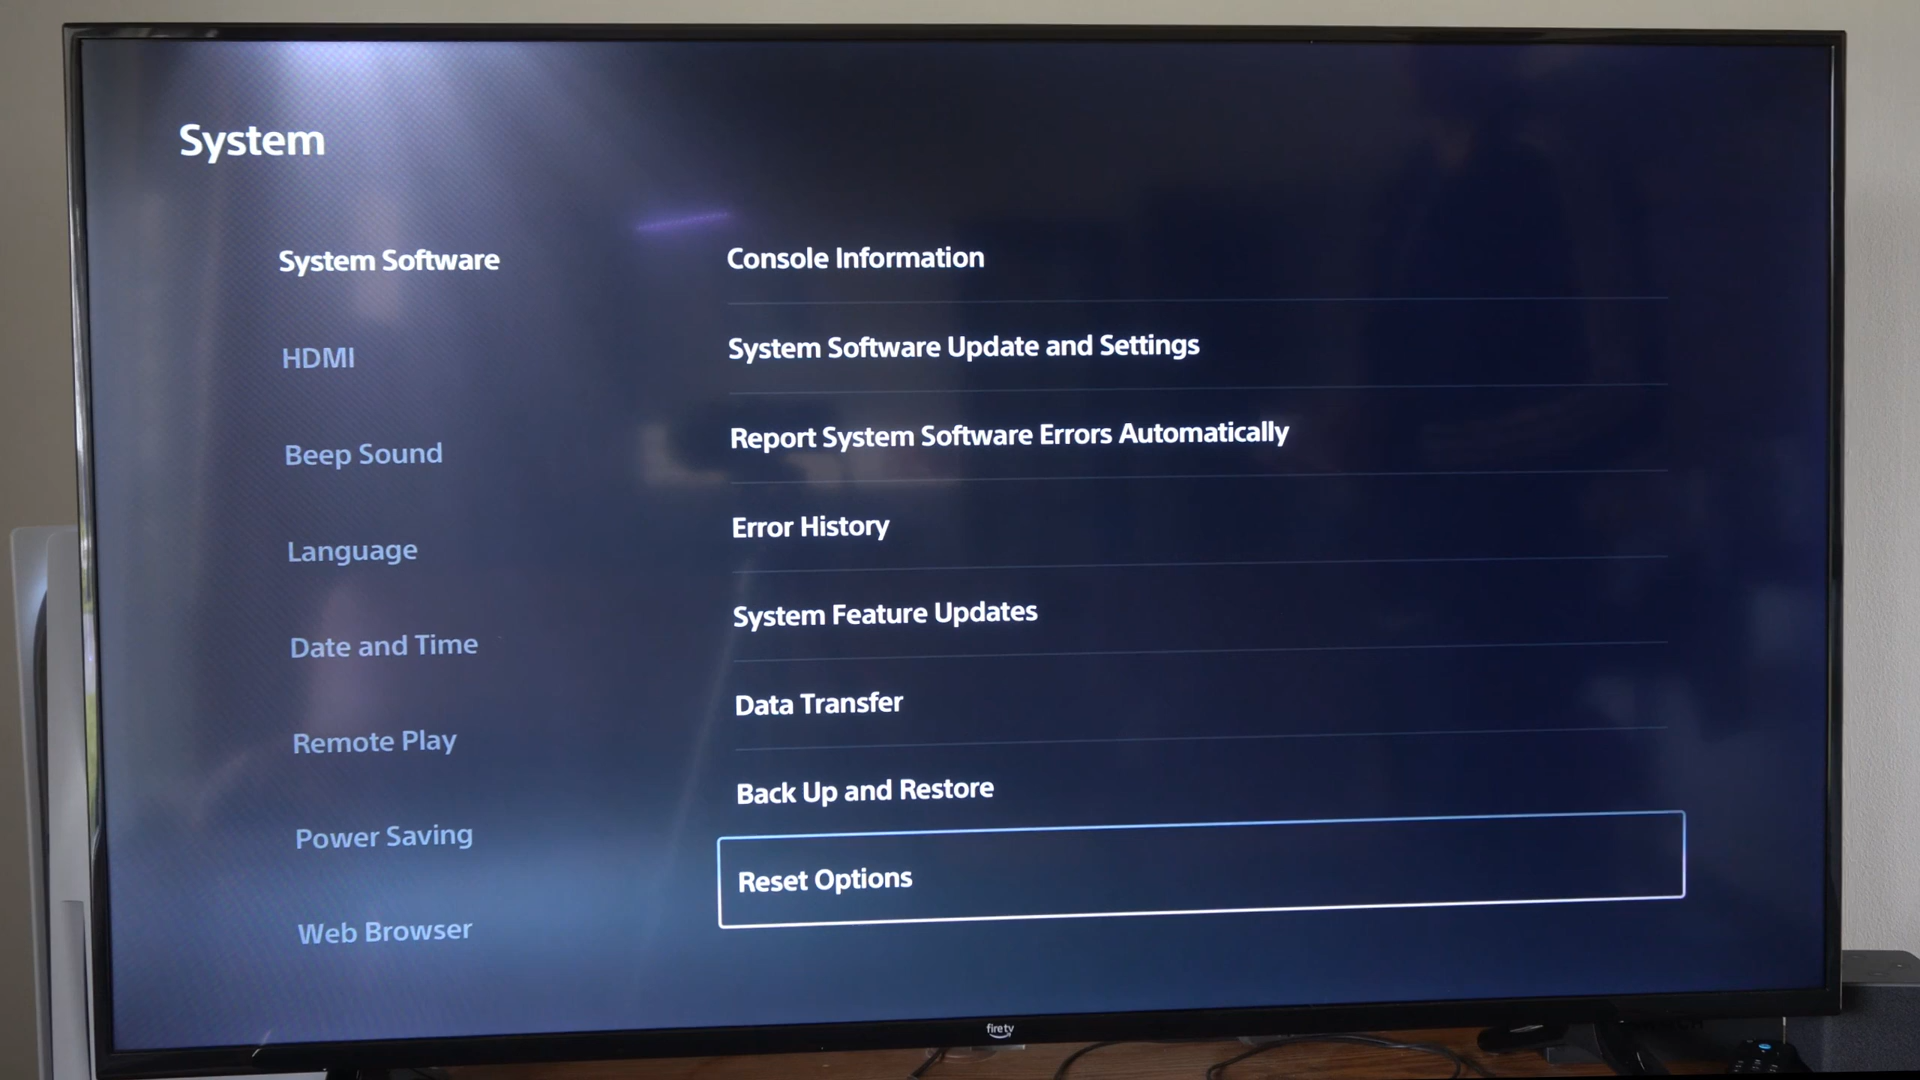 System
System Software
HDMI
Beep Sound
Language
Date and Time
Remote Play
Power Saving
Web Browser
Console Information
System Software Update and Settings
Report System Software Errors Automatically
Error History
System Feature Updates
Data Transfer
Back Up and Restore
Reset Options
fire tv